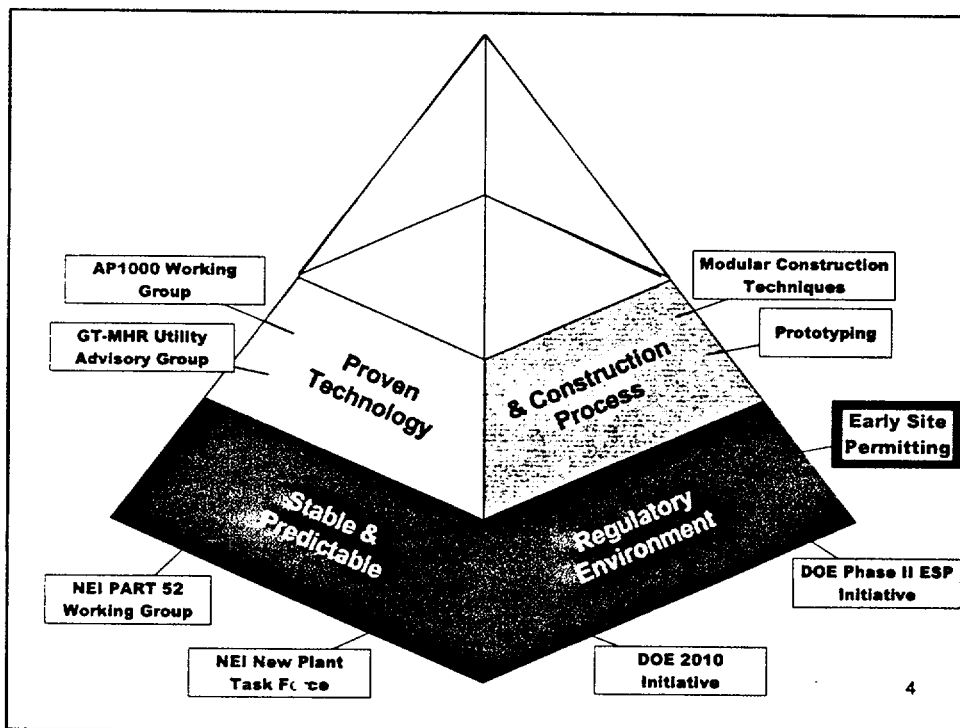 AP1000 Working
Group
GT-MHR Utility
Advisory Group
Modular Construction
Techniques
Prototyping
Proven
Technology
& Construction
Process
Early Site
Permitting
Stable &
Predictable
Regulatory
Environment
NEI PART 52
Working Group
DOE Phase II ESP
Initiative
NEI New Plant
Task Force
DOE 2010
Initiative
4